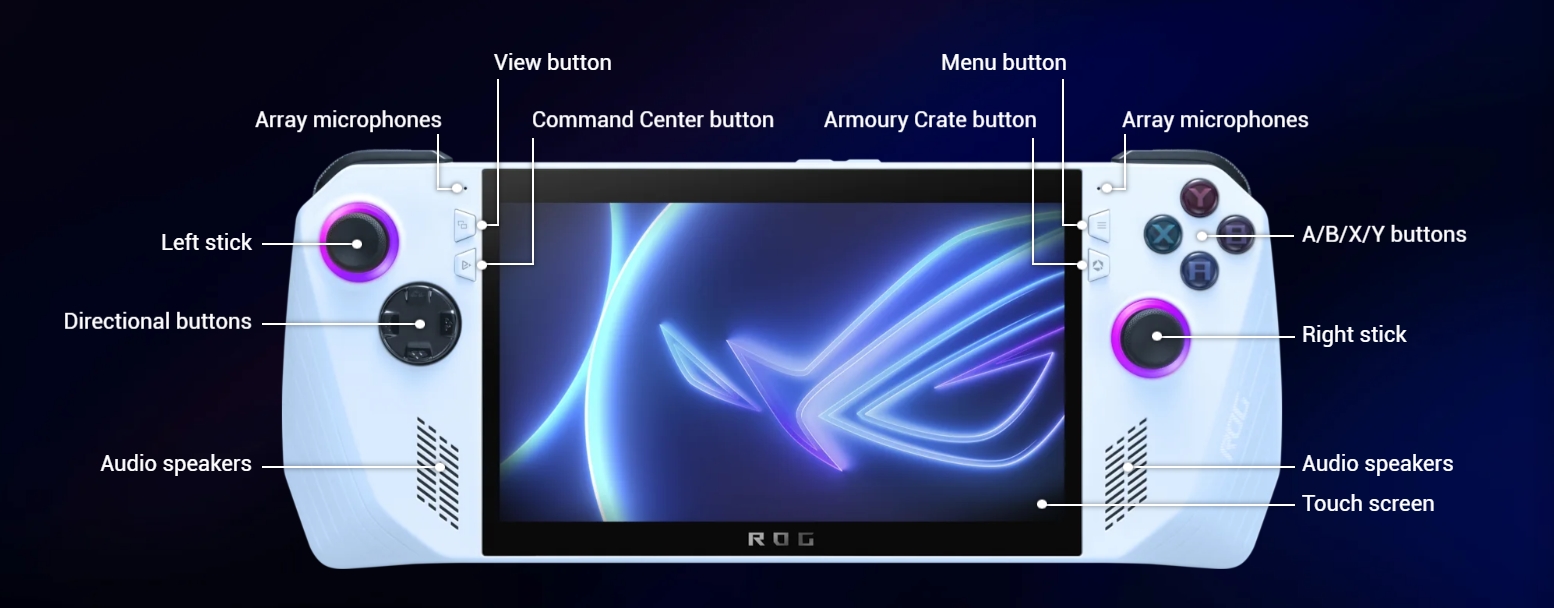 View button
Menu button
Array microphones
Command Center button
Armoury Crate button
Array microphones
Y
X
B
A
Left stick
A/B/X/Y buttons
Directional buttons
Right stick
ROG
Audio speakers
Audio speakers
Touch screen
ROG